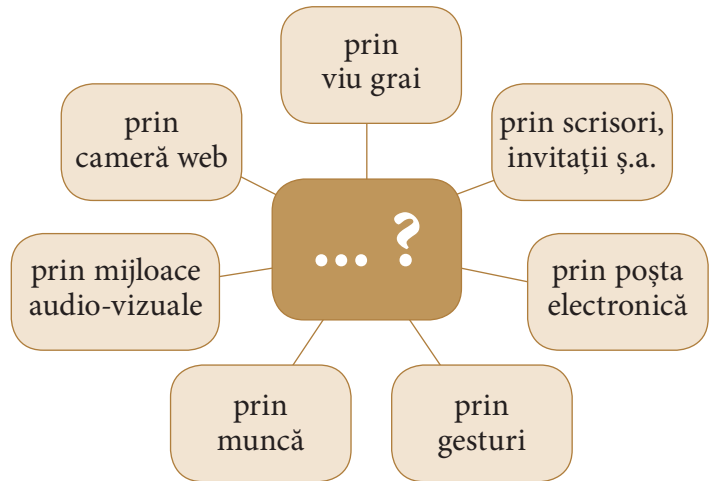 prin
viu grai
prin
cameră web
prin scrisori,
invitații ș.a.
... ?
prin mijloace
audio-vizuale
prin poșta
electronică
prin
muncă
prin
gesturi